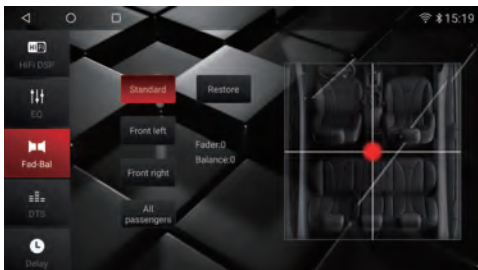 15:19
HiFi
HiFi DSP
EQ
Fad-Bal
DTS
Delay
Standard
Restore
Front left
Front right
All
passengers
Fader:0
Balance:0